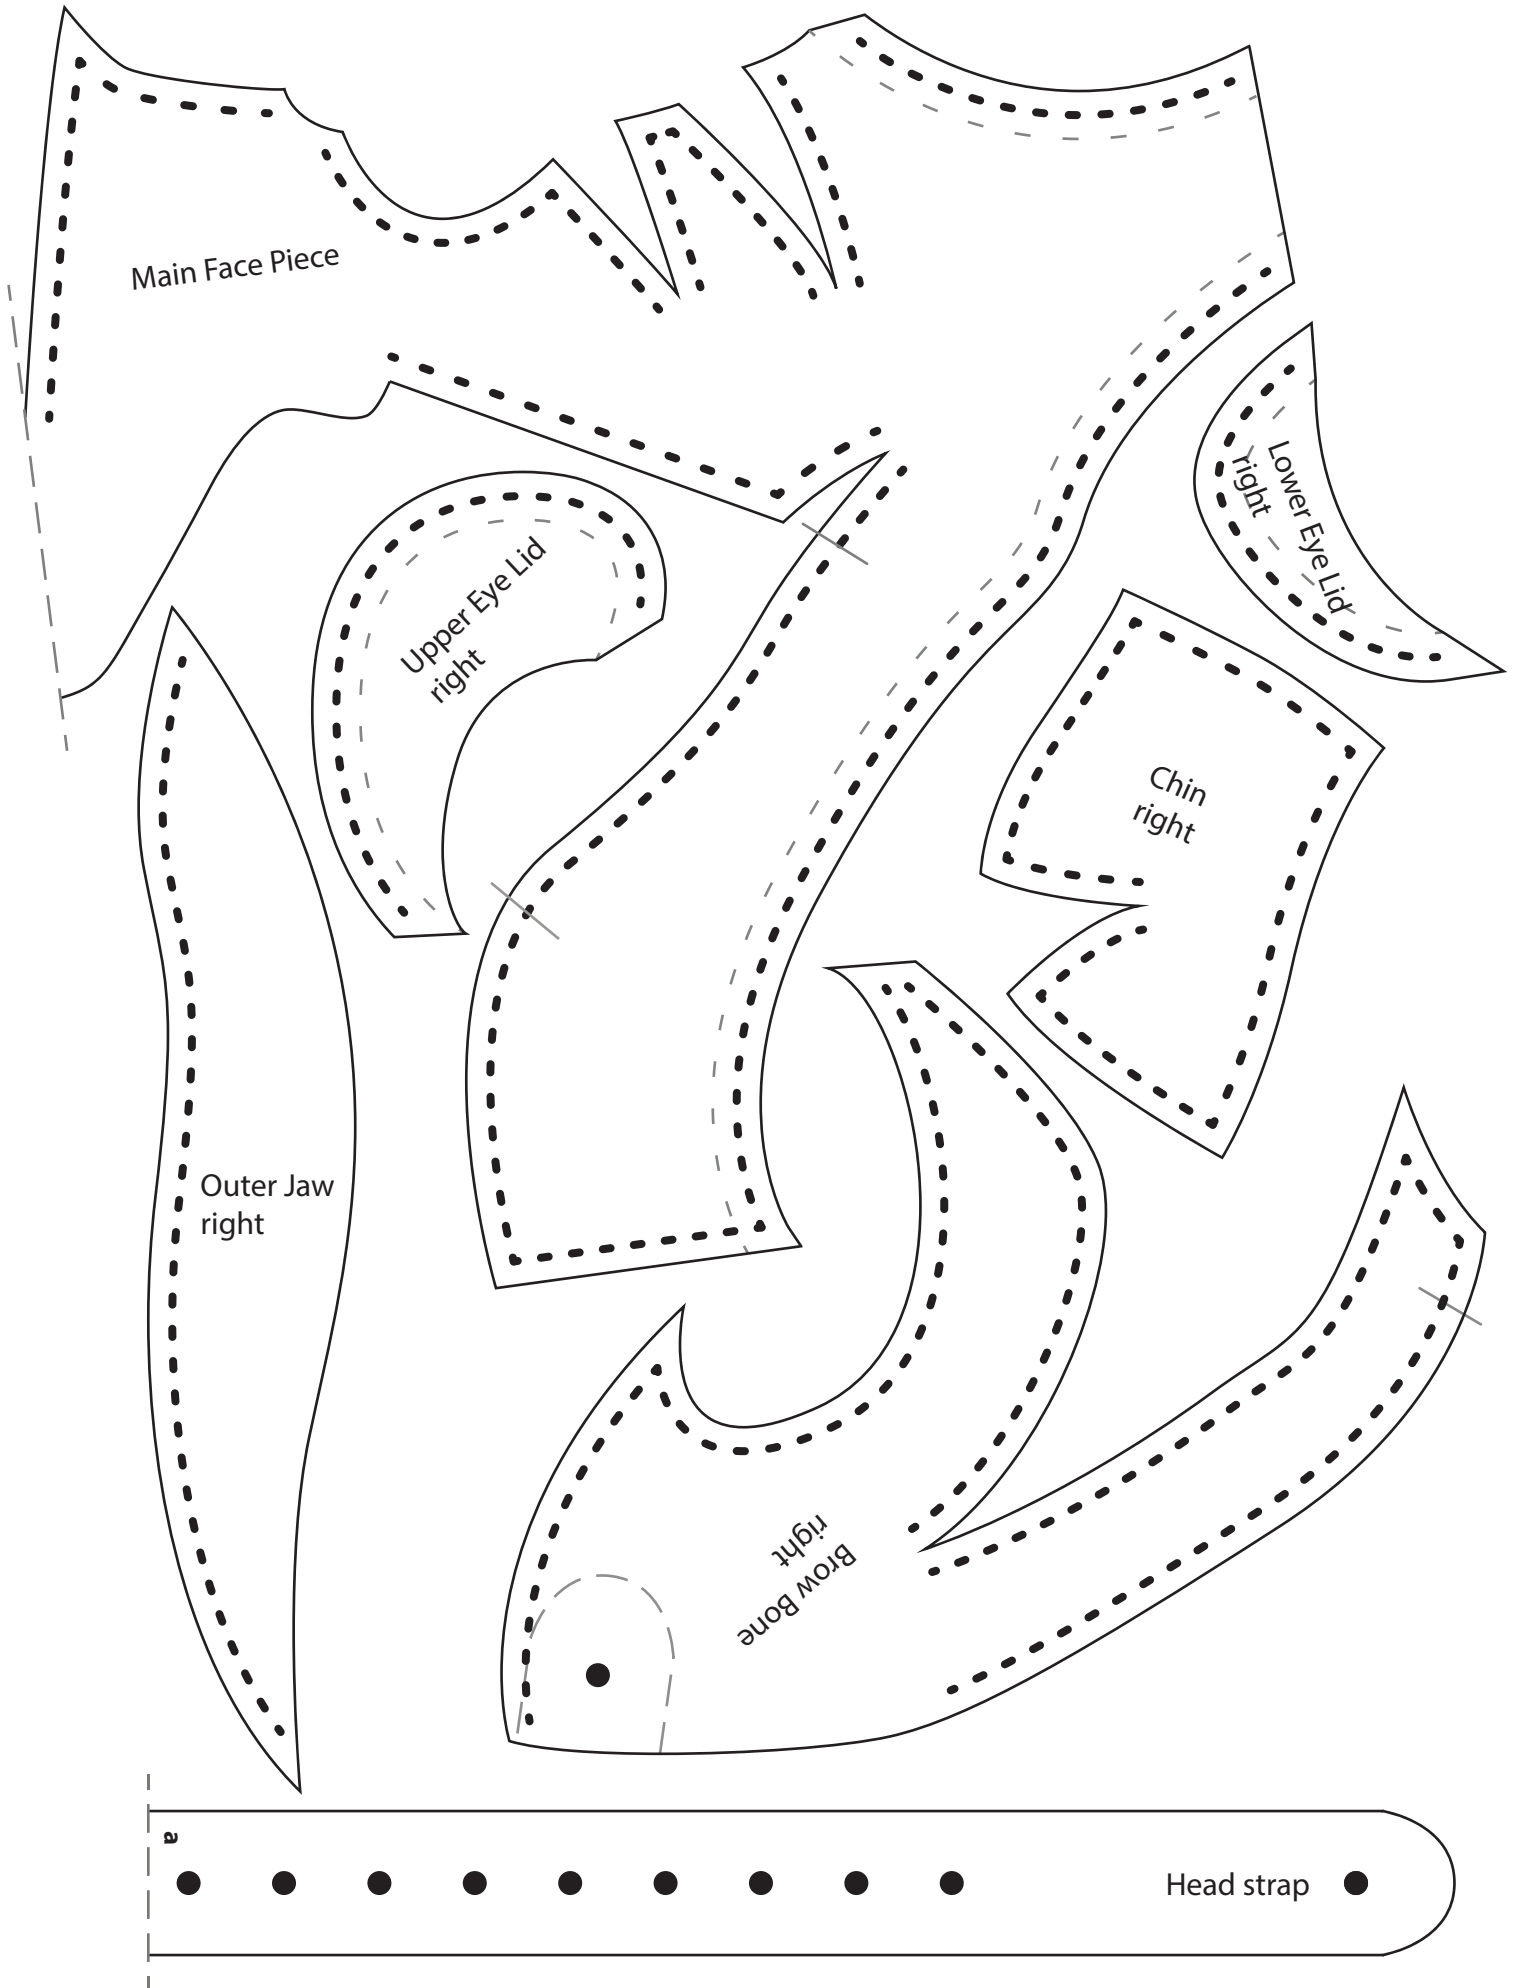 Main Face Piece
Lower Eye Lid
right
Upper Eye Lid
right
Chin
right
Outer Jaw
right
Brow Bone
right
a
Head strap